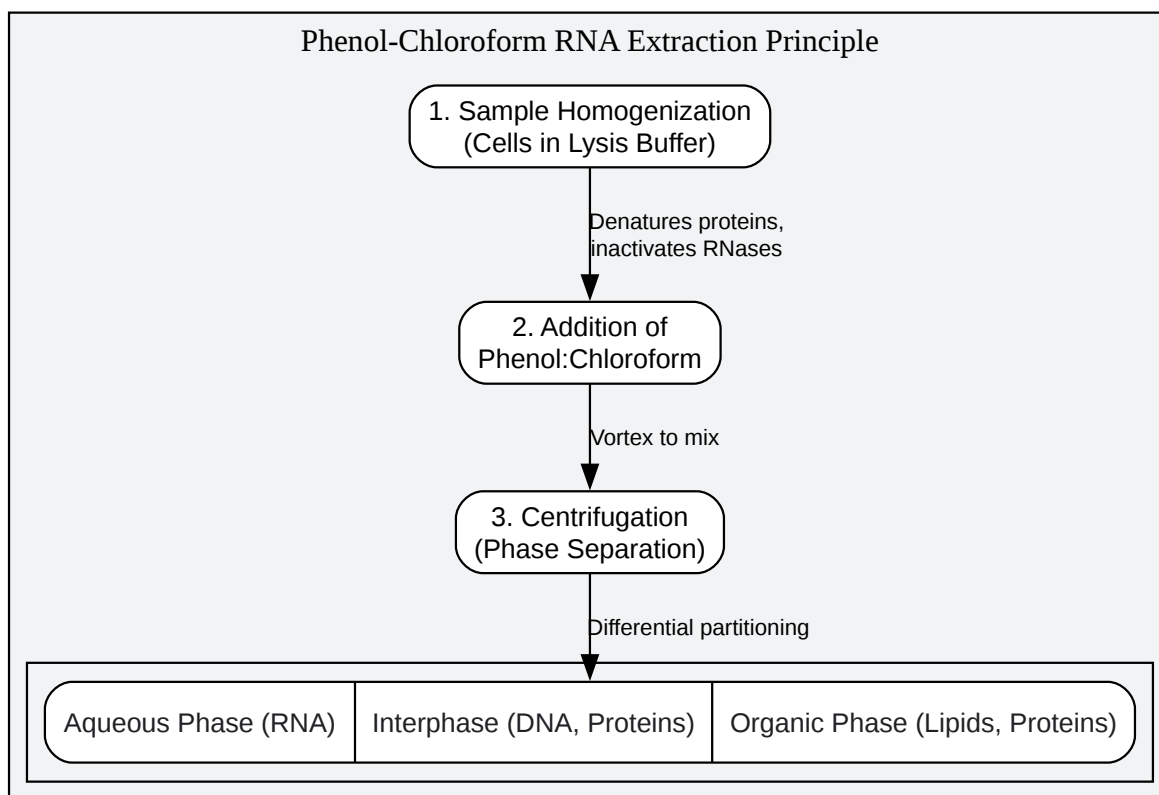 Phenol-Chloroform RNA Extraction Principle
1. Sample Homogenization
(Cells in Lysis Buffer)
Denatures proteins,
inactivates RNases
2. Addition of
Phenol:Chloroform
Vortex to mix
3. Centrifugation
(Phase Separation)
Differential partitioning
Aqueous Phase (RNA)
Interphase (DNA, Proteins)
Organic Phase (Lipids, Proteins)